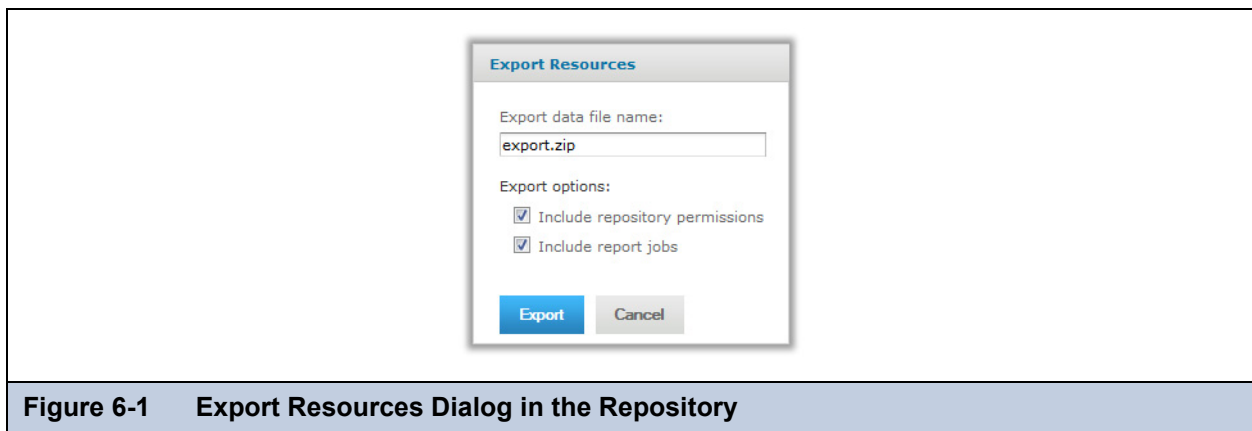 Export Resources
Export data file name:
export.zip
Export options:
Include repository permissions
Include report jobs
Export Cancel
Figure 6-1 Export Resources Dialog in the Repository